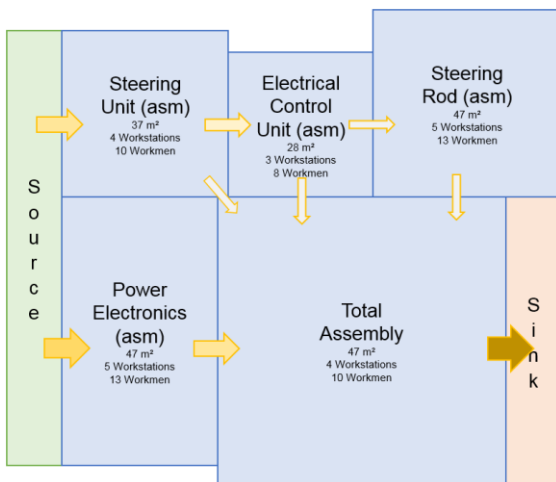 Source
Steering
Unit (asm)
37 m²
4 Workstations
10 Workmen
Electrical
Control
Unit (asm)
28 m²
3 Workstations
8 Workmen
Steering
Rod (asm)
47 m²
5 Workstations
13 Workmen
Power
Electronics
(asm)
47 m²
5 Workstations
13 Workmen
Total
Assembly
47 m²
4 Workstations
10 Workmen
Sink